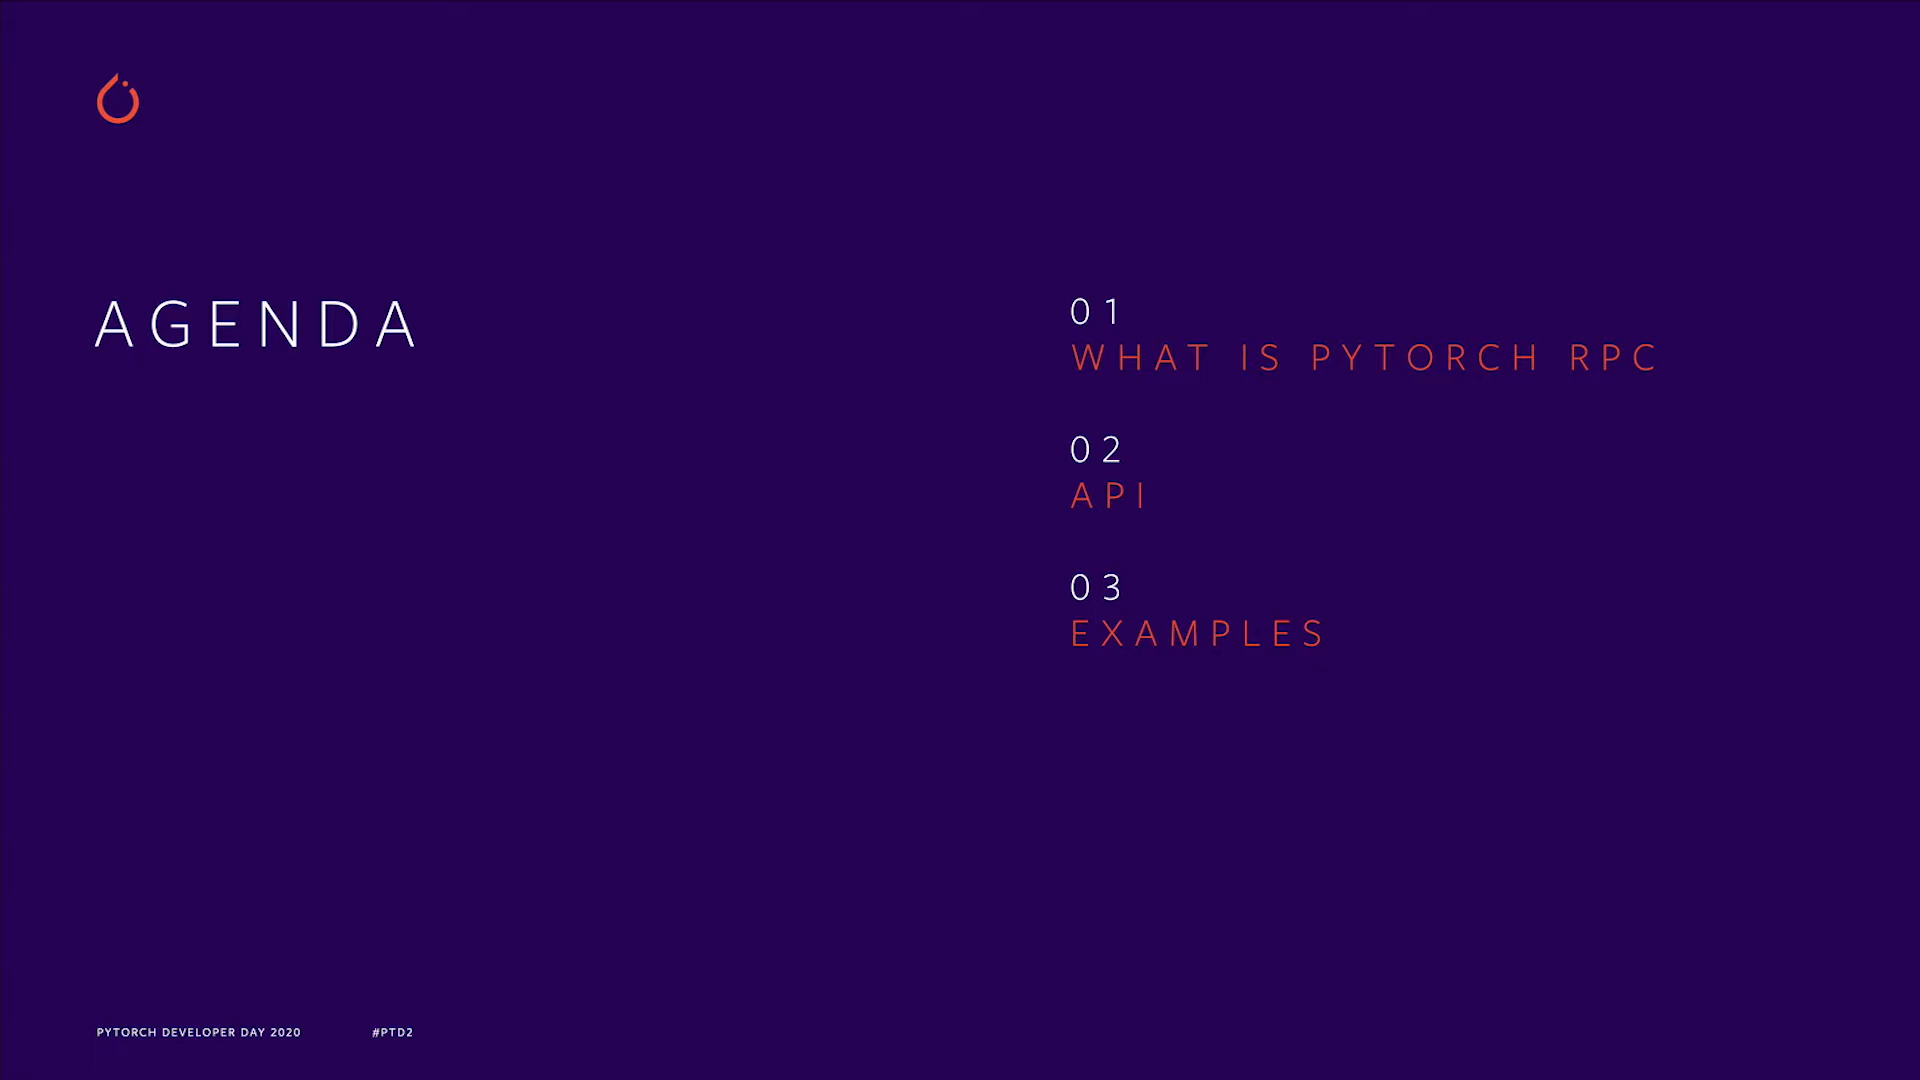 AGENDA
01
WHAT IS PYTORCH RPC
02
API
03
EXAMPLES
PYTORCH DEVELOPER DAY 2020
#PTD2